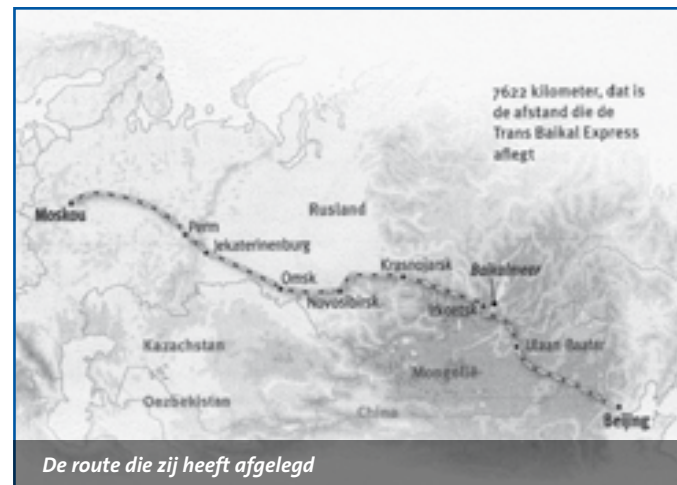 7622 kilometer, dat is
de afstand die de
Trans Baikal Express
aflegt
Moskou
Perm
Jekaterinenburg
Rusland
Omsk
Novosibirsk
Krasnojarsk
Baikalmeer
Irkoetsk
Ulaan Baatar
Kazachstan
Mongolië
Oezbekistan
China
Beijing
De route die zij heeft afgelegd